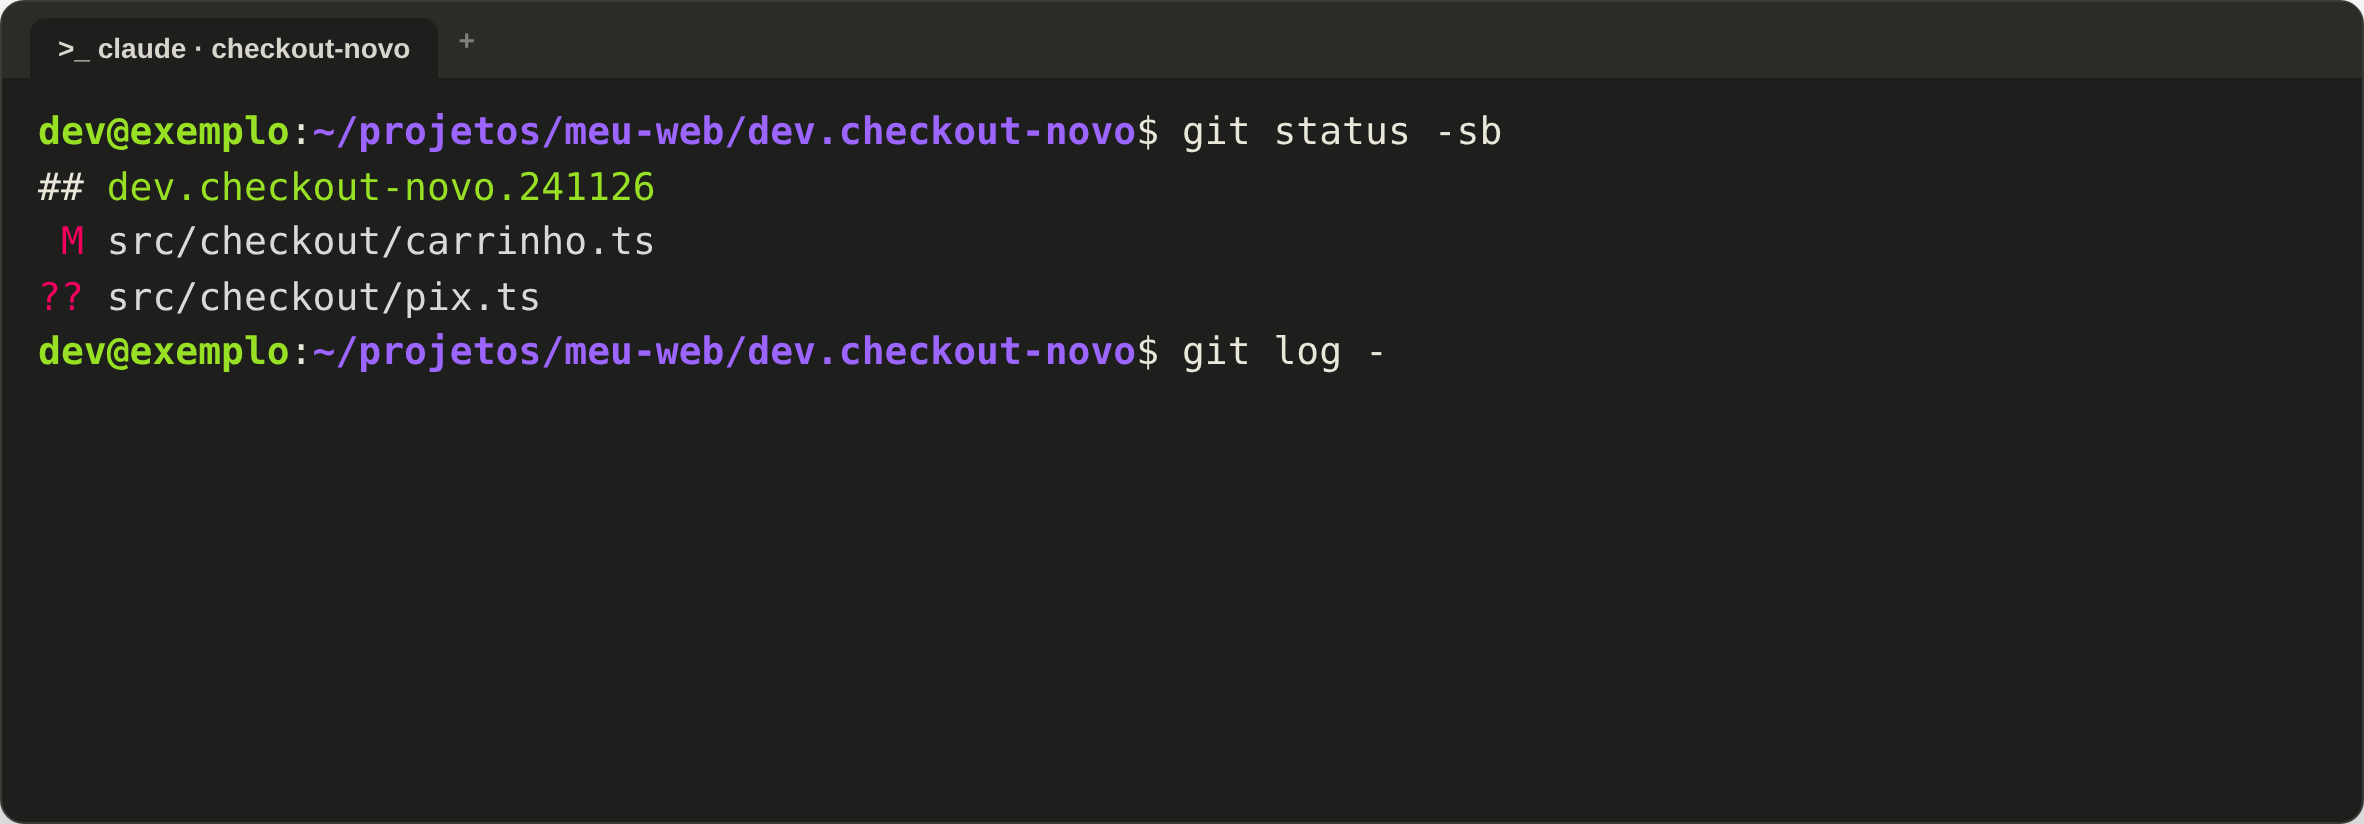 >_ claude · checkout-novo +
dev@exemplo:~/projetos/meu-web/dev.checkout-novo$ git status -sb
## dev.checkout-novo.241126
 M src/checkout/carrinho.ts
?? src/checkout/pix.ts
dev@exemplo:~/projetos/meu-web/dev.checkout-novo$ git log -